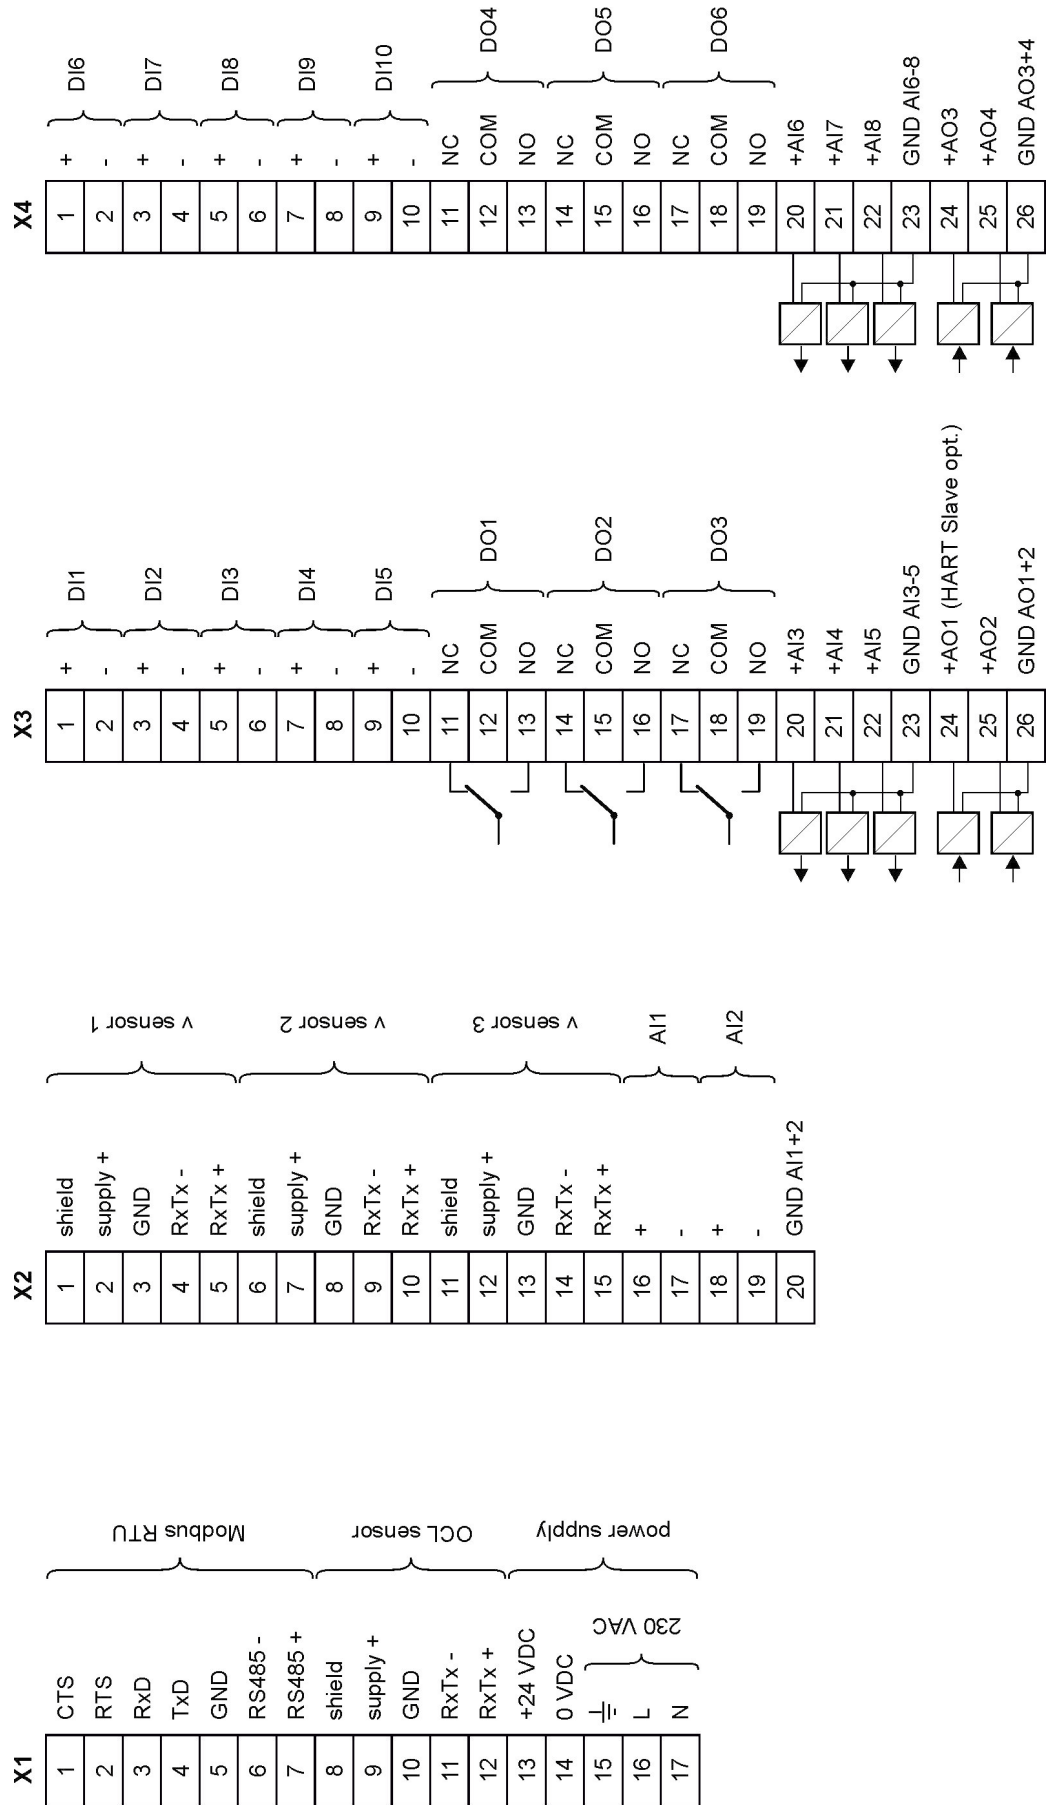 X1
1 CTS
2 RTS
3 RxD
4 TxD
5 GND
6 RS485 -
7 RS485 +
Modbus RTU
8 shield
9 supply +
10 GND
11 RxTx -
12 RxTx +
OCL sensor
13 +24 VDC
14 0 VDC
15
16 L
17 N
230 VAC
power supply
X2
1 shield
2 supply +
3 GND
4 RxTx -
5 RxTx +
v sensor 1
6 shield
7 supply +
8 GND
9 RxTx -
10 RxTx +
v sensor 2
11 shield
12 supply +
13 GND
14 RxTx -
15 RxTx +
v sensor 3
16 +
17 -
AI1
18 +
19 -
AI2
20 GND AI1+2
X3
1 +
2 -
DI1
3 +
4 -
DI2
5 +
6 -
DI3
7 +
8 -
DI4
9 +
10 -
DI5
11 NC
12 COM
13 NO
DO1
14 NC
15 COM
16 NO
DO2
17 NC
18 COM
19 NO
DO3
20 +AI3
21 +AI4
22 +AI5
23 GND AI3-5
24 +AO1 (HART Slave opt.)
25 +AO2
26 GND AO1+2
X4
1 +
2 -
DI6
3 +
4 -
DI7
5 +
6 -
DI8
7 +
8 -
DI9
9 +
10 -
DI10
11 NC
12 COM
13 NO
DO4
14 NC
15 COM
16 NO
DO5
17 NC
18 COM
19 NO
DO6
20 +AI6
21 +AI7
22 +AI8
23 GND AI6-8
24 +AO3
25 +AO4
26 GND AO3+4